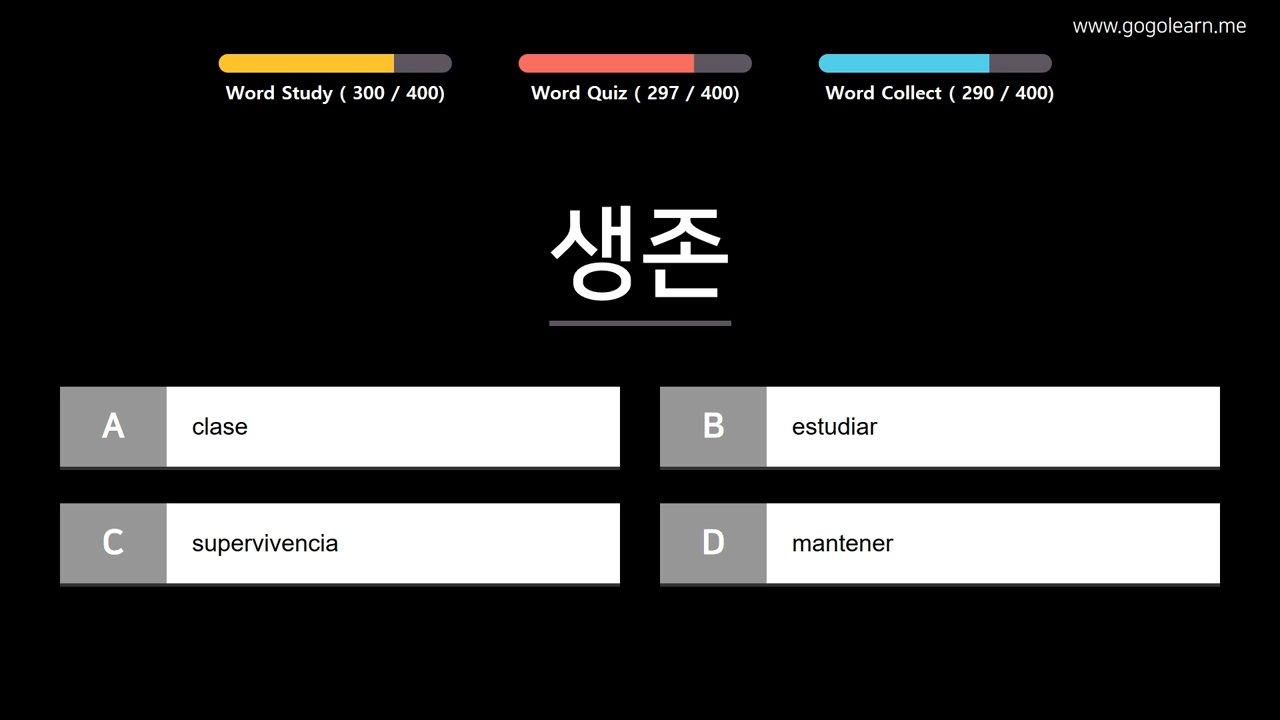 www.gogolearn.me
Word Study ( 300 / 400)
Word Quiz ( 297 / 400)
Word Collect ( 290 / 400)
생존
A clase
B estudiar
C supervivencia
D mantener